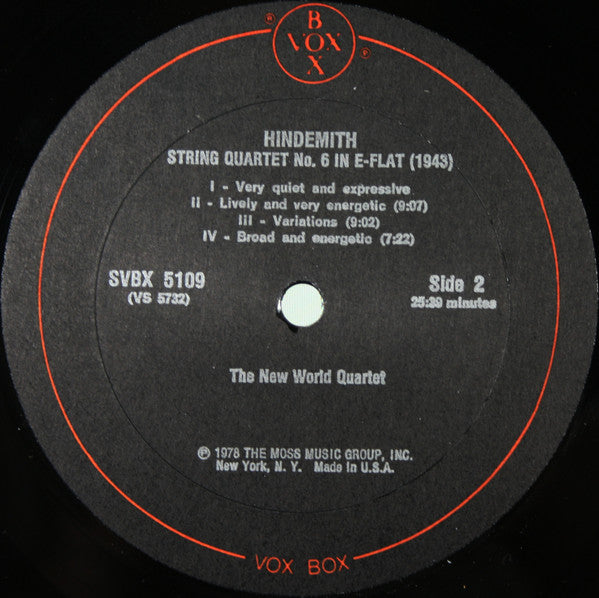 ®
BOX
VOX
®
HINDEMITH
STRING QUARTET No. 6 IN E-FLAT (1943)
I - Very quiet and expressive
II - Lively and very energetic (9:07)
III - Variations (9:02)
IV - Broad and energetic (7:22)
SVBX 5109
(VS 5732)
Side 2
25:39 minutes
The New World Quartet
℗ 1978 THE MOSS MUSIC GROUP, INC.
New York, N. Y. Made In U.S.A.
VOX BOX